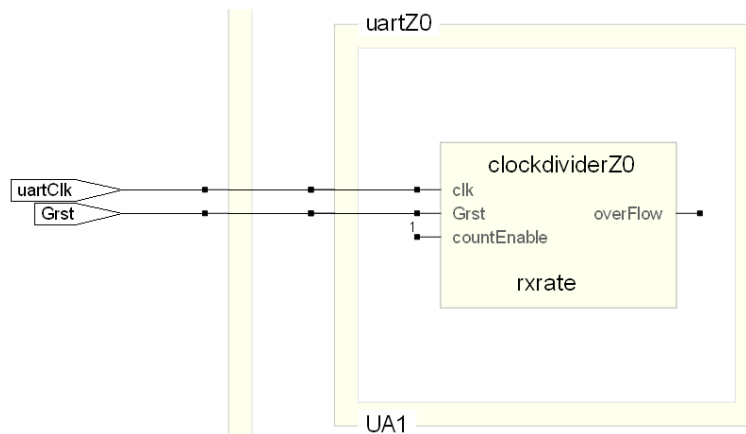 uartZ0
clockdividerZ0
uartClk
clk
Grst
Grst
overFlow
1
countEnable
rxrate
UA1